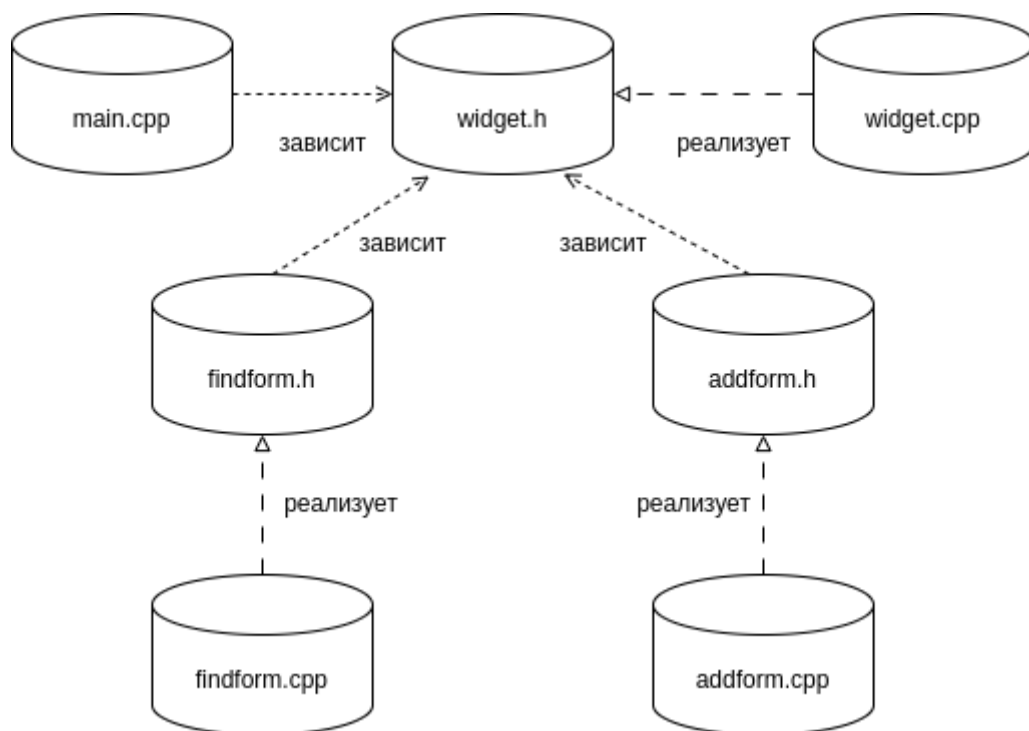 main.cpp
widget.h
widget.cpp
зависит
реализует
зависит
зависит
findform.h
addform.h
реализует
реализует
findform.cpp
addform.cpp